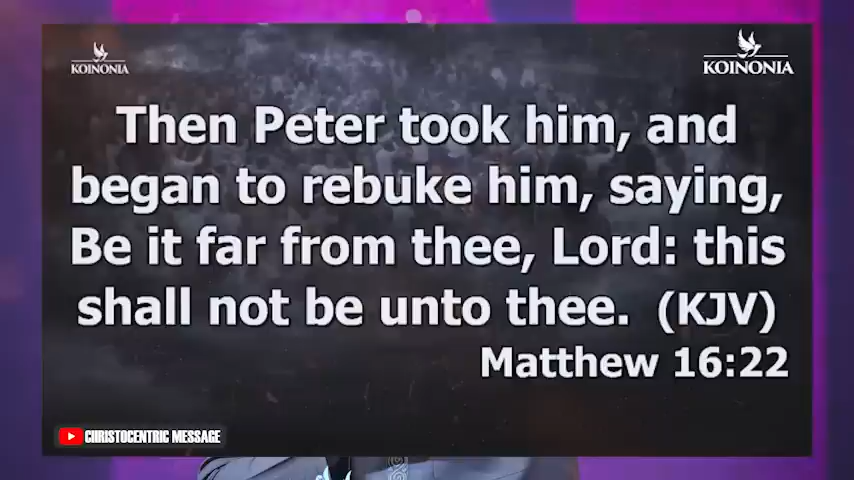 KOINONIA
KOINONIA
Then Peter took him, and
began to rebuke him, saying,
Be it far from thee, Lord: this
shall not be unto thee. (KJV)
Matthew 16:22
CHRISTOCENTRIC MESSAGE